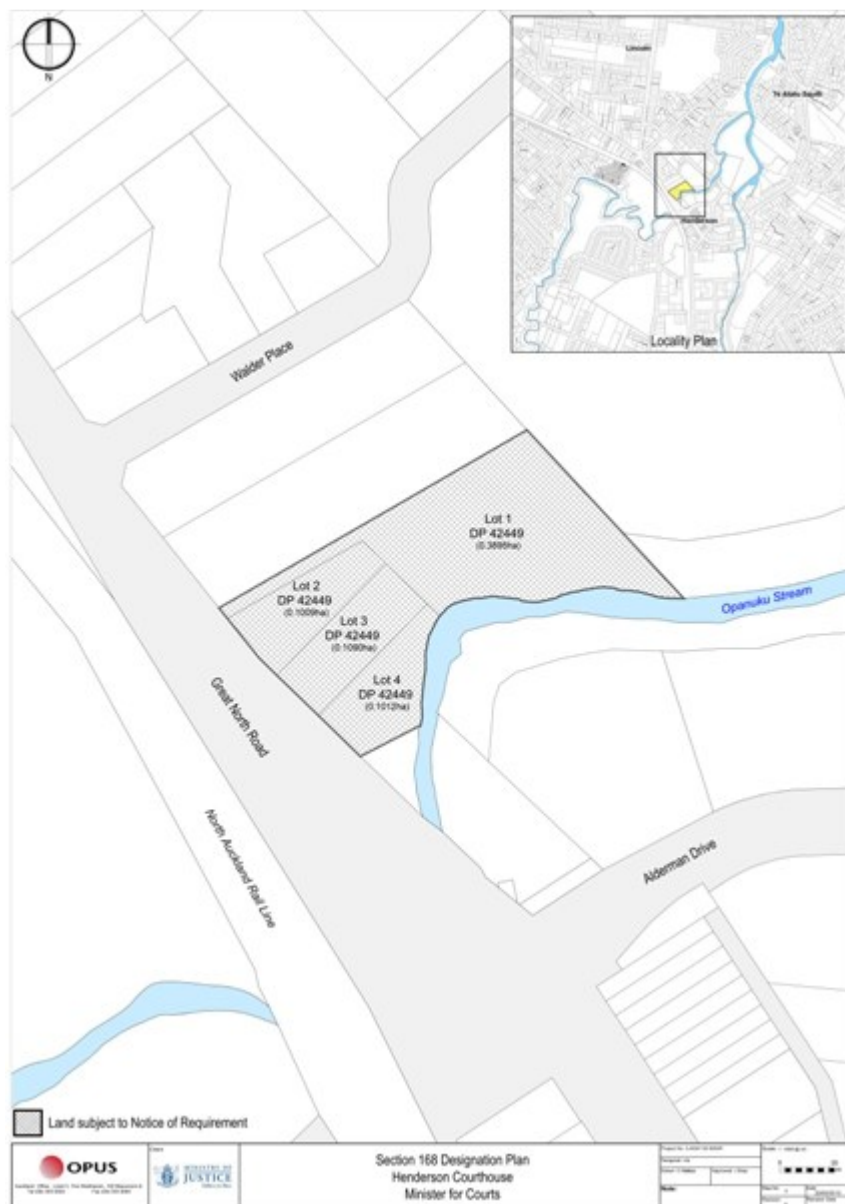 N
Lincoln
Te Atatu South
Henderson
Locality Plan
Walder Place
Lot 1
DP 42449
Lot 2
DP 42449
(0.1009ha)
Lot 3
DP 42449
(0.1090ha)
Lot 4
DP 42449
(0.1012ha)
Opanuku Stream
Great North Road
North Auckland Rail Line
Alderman Drive
Land subject to Notice of Requirement
OPUS
MINISTRY OF
JUSTICE
Section 168 Designation Plan
Henderson Courthouse
Minister for Courts